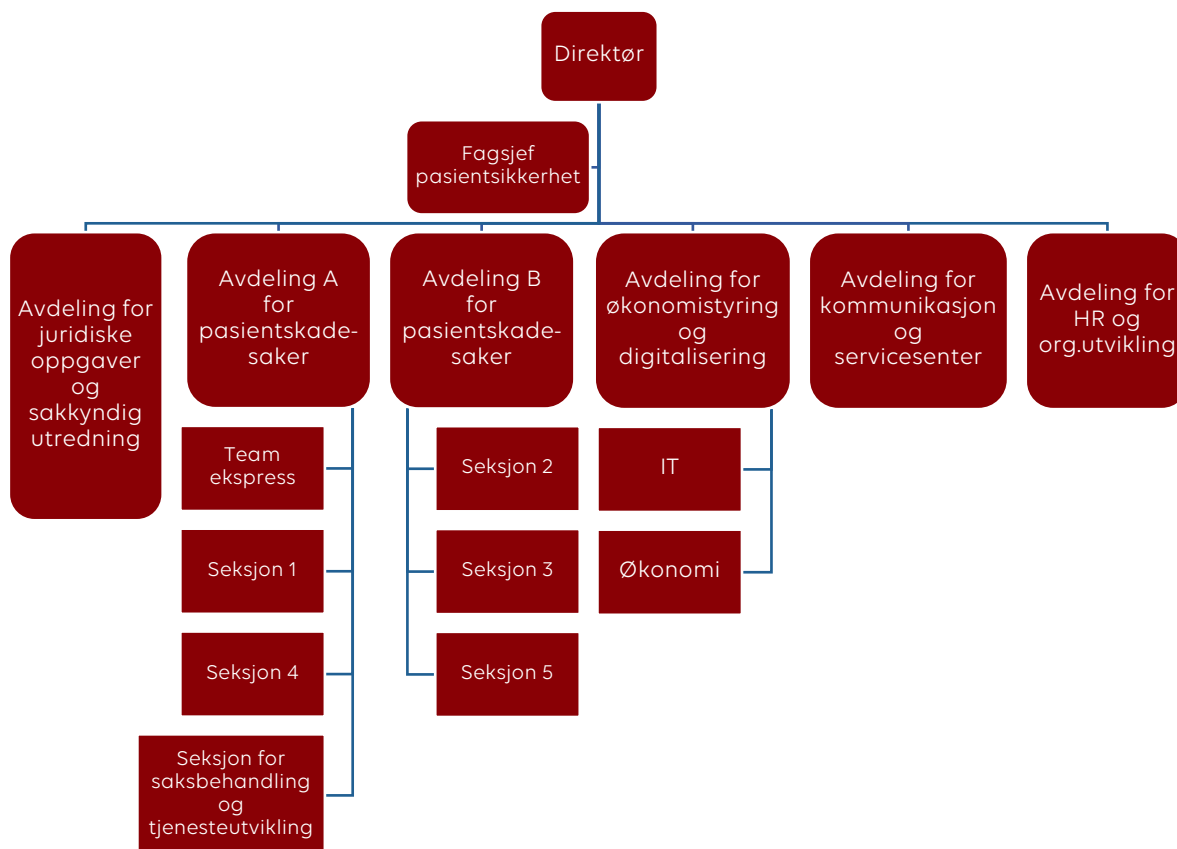 Direktør
Fagsjef
pasientsikkerhet
Avdeling for
juridiske
oppgaver
og
sakkyndig
utredning
Avdeling A
for
pasientskade-
saker
Avdeling B
for
pasientskade-
saker
Avdeling for
økonomistyring
og
digitalisering
Avdeling for
kommunikasjon
og
servicesenter
Avdeling for
HR og
org.utvikling
Team
ekspress
Seksjon 1
Seksjon 4
Seksjon for
saksbehandling
og
tjenesteutvikling
Seksjon 2
Seksjon 3
Seksjon 5
IT
Økonomi